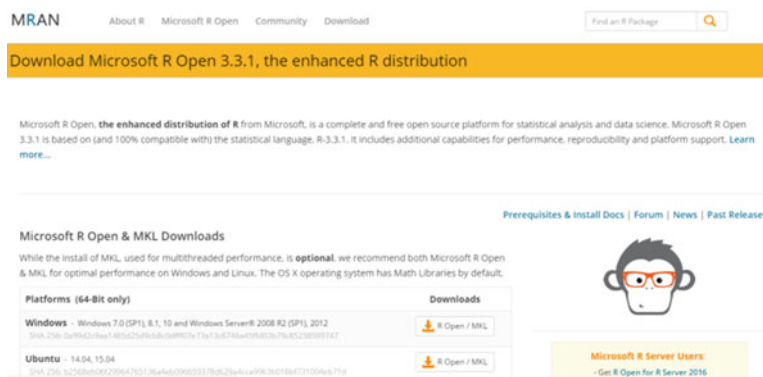 MRAN About R Microsoft R Open Community Download Find an R Package
Download Microsoft R Open 3.3.1, the enhanced R distribution
Microsoft R Open, the enhanced distribution of R from Microsoft, is a complete and free open source platform for statistical analysis and data science. Microsoft R Open
3.3.1 is based on (and 100% compatible with) the statistical language, R-3.3.1. It includes additional capabilities for performance, reproducibility and platform support. Learn
more...
Prerequisites & Install Docs | Forum | News | Past Release
Microsoft R Open & MKL Downloads
While the install of MKL, used for multithreaded performance, is optional, we recommend both Microsoft R Open
& MKL for optimal performance on Windows and Linux. The OS X operating system has Math Libraries by default.
Platforms (64-Bit only) Downloads
Windows - Windows 7.0 (SP1), 8.1, 10 and Windows Server® 2008 R2 (SP1), 2012
R Open / MKL
SHA 256:
Ubuntu - 14.04, 15.04
R Open / MKL
SHA 256:
Microsoft R Server Users:
- Get R Open for R Server 2016